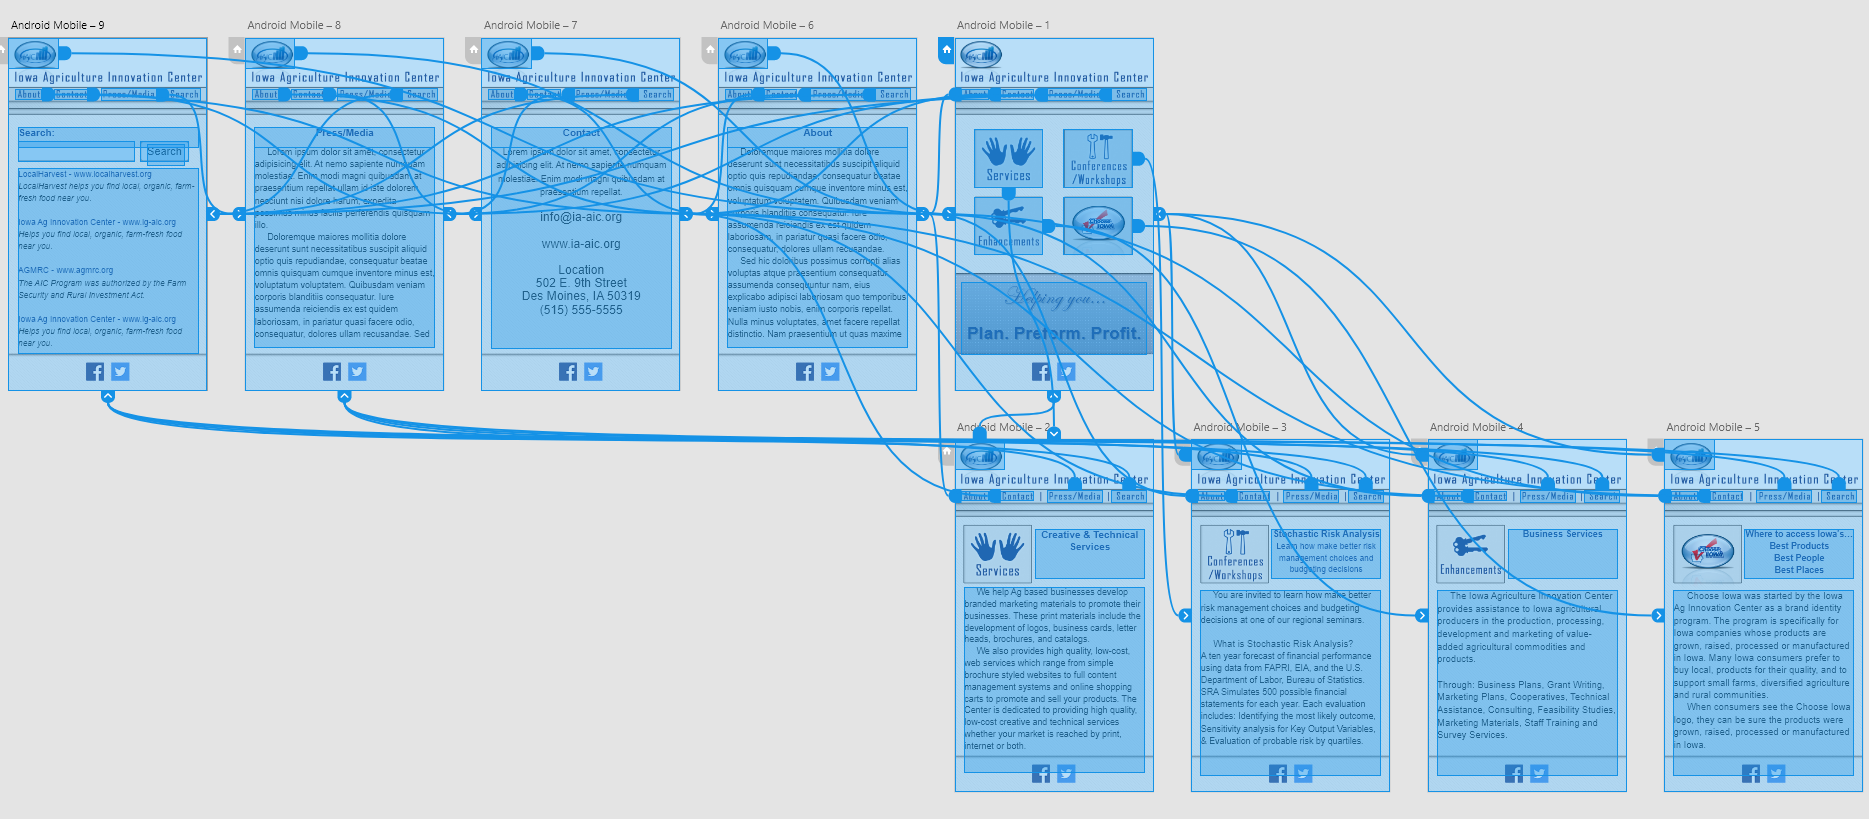 Android Mobile – 9
Iowa Agriculture Innovation Center
About Contact Press/Media Search
Search:
Search
LocalHarvest - www.localharvest.org
LocalHarvest helps you find local, organic, farm-
fresh food near you.
Iowa Ag Innovation Center - www.ig-aic.org
Helps you find local, organic, farm-fresh food
near you.
AGMRC - www.agmrc.org
The AIC Program was authorized by the Farm
Security and Rural Investment Act.
Iowa Ag Innovation Center - www.ig-aic.org
Helps you find local, organic, farm-fresh food
near you.
Android Mobile – 8
Iowa Agriculture Innovation Center
About Contact Press/Media Search
Press/Media
Lorem ipsum dolor sit amet, consectetur
adipisicing elit. At nemo sapiente numquam
molestiae. Enim modi magni quibusdam at
praesentium repellat ullam id iste dolorem
nesciunt nisi dolore harum, expedita
possimus minus facilis perferendis quisquam
illo.
Doloremque maiores mollitia dolore
deserunt sunt necessitatibus suscipit aliquid
optio quis repudiandae, consequatur beatae
omnis quisquam cumque inventore minus est,
voluptatum voluptatem. Quibusdam veniam
corporis blanditiis consequatur. Iure
assumenda reiciendis ex est quidem
laboriosam, in pariatur quasi facere odio,
consequatur, dolores ullam recusandae. Sed
Android Mobile – 7
Iowa Agriculture Innovation Center
About Press/Media Search
Contact
Lorem ipsum dolor sit amet, consectetur
adipisicing elit. At nemo sapiente numquam
molestiae. Enim modi magni quibusdam at
praesentium repellat.
info@ia-aic.org
www.ia-aic.org
Location
502 E. 9th Street
Des Moines, IA 50319
(515) 555-5555
Android Mobile – 6
Iowa Agriculture Innovation Center
About Contact Press/Media Search
About
Doloremque maiores mollitia dolore
deserunt sunt necessitatibus suscipit aliquid
optio quis repudiandae, consequatur beatae
omnis quisquam cumque inventore minus est,
voluptatum voluptatem. Quibusdam veniam
corporis blanditiis consequatur. Iure
assumenda reiciendis ex est quidem
laboriosam, in pariatur quasi facere odio,
consequatur, dolores ullam recusandae.
Sed hic doloribus possimus corrupti alias
voluptas atque praesentium consequatur
assumenda consequuntur nam, eius
explicabo adipisci laboriosam quo temporibus
veniam iusto nobis, enim corporis repellat.
Nulla minus voluptates, amet facere repellat
distinctio. Nam praesentium ut quas maxime
Android Mobile – 1
Iowa Agriculture Innovation Center
Contact Press/Media Search
Services
Conferences
/Workshops
Enhancements
Choose
IOWA
Helping you...
Plan. Preform. Profit.
Android Mobile – 2
Iowa Agriculture Innovation Center
About Contact | Press/Media | Search
Services
Creative & Technical
Services
We help Ag based businesses develop
branded marketing materials to promote their
businesses. These print materials include the
development of logos, business cards, letter
heads, brochures, and catalogs.
We also provides high quality, low-cost,
web services which range from simple
brochure styled websites to full content
management systems and online shopping
carts to promote and sell your products. The
Center is dedicated to providing high quality,
low-cost creative and technical services
whether your market is reached by print,
internet or both.
Android Mobile – 3
Iowa Agriculture Innovation Center
About Contact | Press/Media | Search
Conferences
/Workshops
Stochastic Risk Analysis
Learn how make better risk
management choices and
budgeting decisions
You are invited to learn how make better
risk management choices and budgeting
decisions at one of our regional seminars.
What is Stochastic Risk Analysis?
A ten year forecast of financial performance
using data from FAPRI, EIA, and the U.S.
Department of Labor, Bureau of Statistics.
SRA Simulates 500 possible financial
statements for each year. Each evaluation
includes: Identifying the most likely outcome,
Sensitivity analysis for Key Output Variables,
& Evaluation of probable risk by quartiles.
Android Mobile – 4
Iowa Agriculture Innovation Center
About Contact | Press/Media | Search
Enhancements
Business Services
The Iowa Agriculture Innovation Center
provides assistance to Iowa agricultural
producers in the production, processing,
development and marketing of value-
added agricultural commodities and
products.
Through: Business Plans, Grant Writing,
Marketing Plans, Cooperatives, Technical
Assistance, Consulting, Feasibility Studies,
Marketing Materials, Staff Training and
Survey Services.
Android Mobile – 5
Iowa Agriculture Innovation Center
About Contact | Press/Media | Search
Choose
IOWA
Where to access Iowa's...
Best Products
Best People
Best Places
Choose Iowa was started by the Iowa
Ag Innovation Center as a brand identity
program. The program is specifically for
Iowa companies whose products are
grown, raised, processed or manufactured
in Iowa. Many Iowa consumers prefer to
buy local, products for their quality, and to
support small farms, diversified agriculture
and rural communities.
When consumers see the Choose Iowa
logo, they can be sure the products were
grown, raised, processed or manufactured
in Iowa.